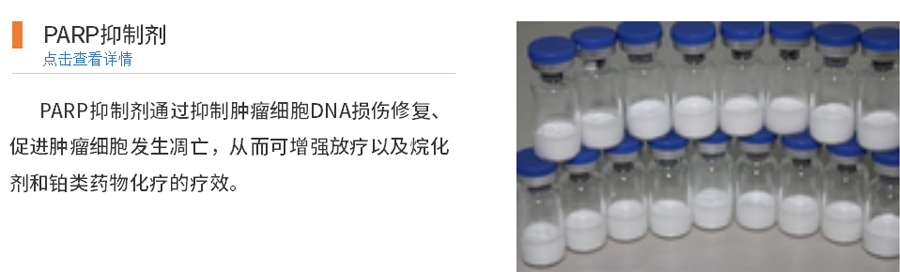 PARP抑制剂
点击查看详情
PARP抑制剂通过抑制肿瘤细胞DNA损伤修复、
促进肿瘤细胞发生凋亡，从而可增强放疗以及烷化
剂和铂类药物化疗的疗效。